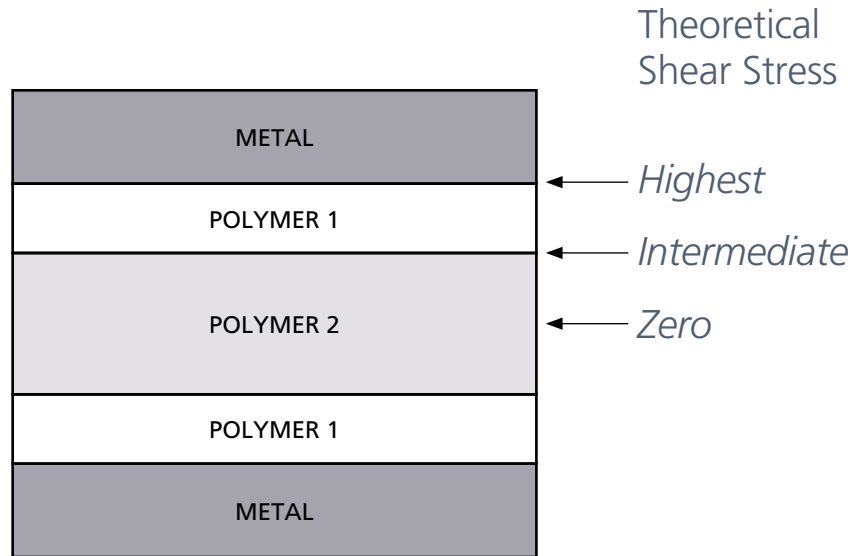 Theoretical
Shear Stress
METAL
Highest
POLYMER 1
Intermediate
POLYMER 2
Zero
POLYMER 1
METAL